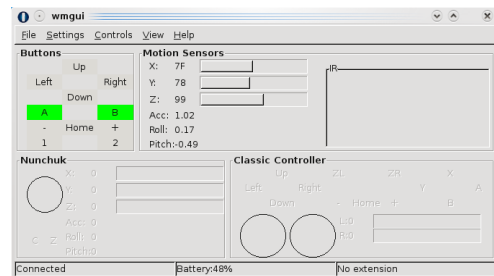 wmgui
File Settings Controls View Help
Buttons
Up
Left Right
Down
A B
- Home +
1 2
Motion Sensors
X: 7F
Y: 78
Z: 99
Acc: 1.02
Roll: 0.17
Pitch:-0.49
IR
Nunchuk
X: 0
Y: 0
Z: 0
Acc: 0
C Z Roll: 0
Pitch:0
Classic Controller
Up ZL ZR X
Left Right Y A
Down - Home + B
L:0
R:0
Connected Battery:48% No extension